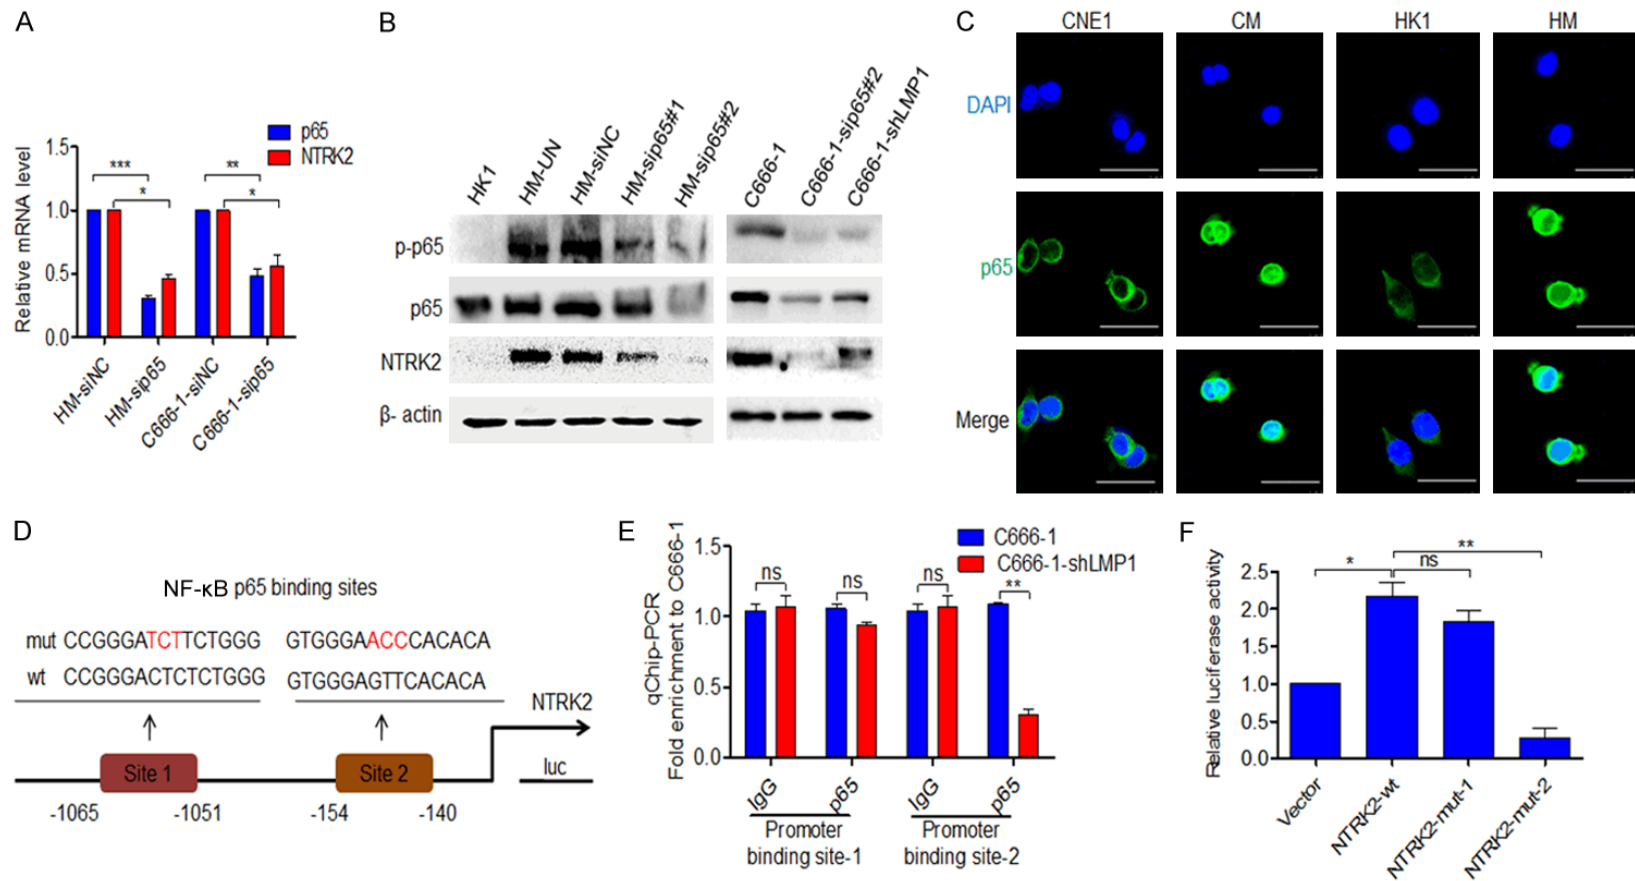 A
p65
NTRK2
Relative mRNA level
1.5
1.0
0.5
0.0
***
*
**
*
HM-siNC
HM-sip65
C666-1-siNC
C666-1-sip65
B
HK1
HM-UN
HM-siNC
HM-sip65#1
HM-sip65#2
C666-1
C666-1-sip65#2
C666-1-shLMP1
p-p65
p65
NTRK2
β- actin
C
CNE1 CM HK1 HM
DAPI
p65
Merge
D
NF-κB p65 binding sites
mut CCGGGATCTTCTGGG GTGGGAACCCACACA
wt CCGGGACTCTCTGGG GTGGGAGTTCACACA
NTRK2
Site 1 Site 2 luc
-1065 -1051 -154 -140
E
C666-1
C666-1-shLMP1
qChip-PCR
Fold enrichment to C666-1
1.5
1.0
0.5
0.0
ns ns ns **
IgG p65 IgG p65
Promoter
binding site-1
Promoter
binding site-2
F
Relative luciferase activity
2.5
2.0
1.5
1.0
0.5
0.0
**
* ns
Vector
NTRK2-wt
NTRK2-mut-1
NTRK2-mut-2